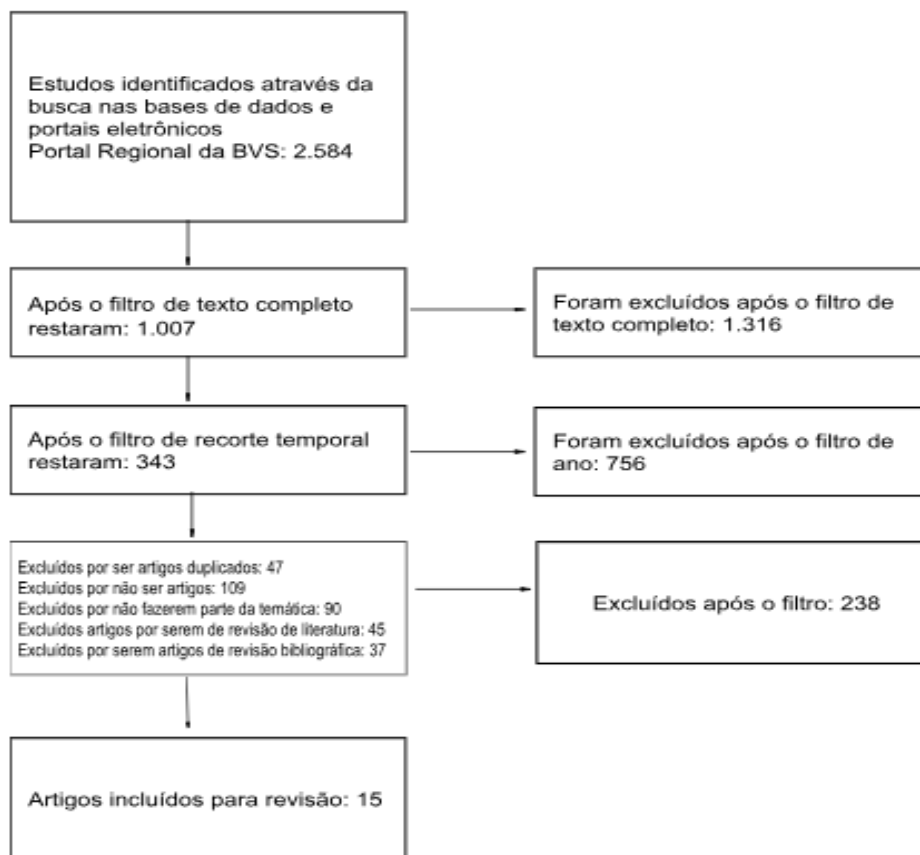 Estudos identificados através da
busca nas bases de dados e
portais eletrônicos
Portal Regional da BVS: 2.584
Após o filtro de texto completo
restaram: 1.007
Foram excluídos após o filtro de
texto completo: 1.316
Após o filtro de recorte temporal
restaram: 343
Foram excluídos após o filtro de
ano: 756
Excluídos por ser artigos duplicados: 47
Excluídos por não ser artigos: 109
Excluídos por não fazerem parte da temática: 90
Excluídos artigos por serem de revisão de literatura: 45
Excluídos por serem artigos de revisão bibliográfica: 37
Excluídos após o filtro: 238
Artigos incluídos para revisão: 15